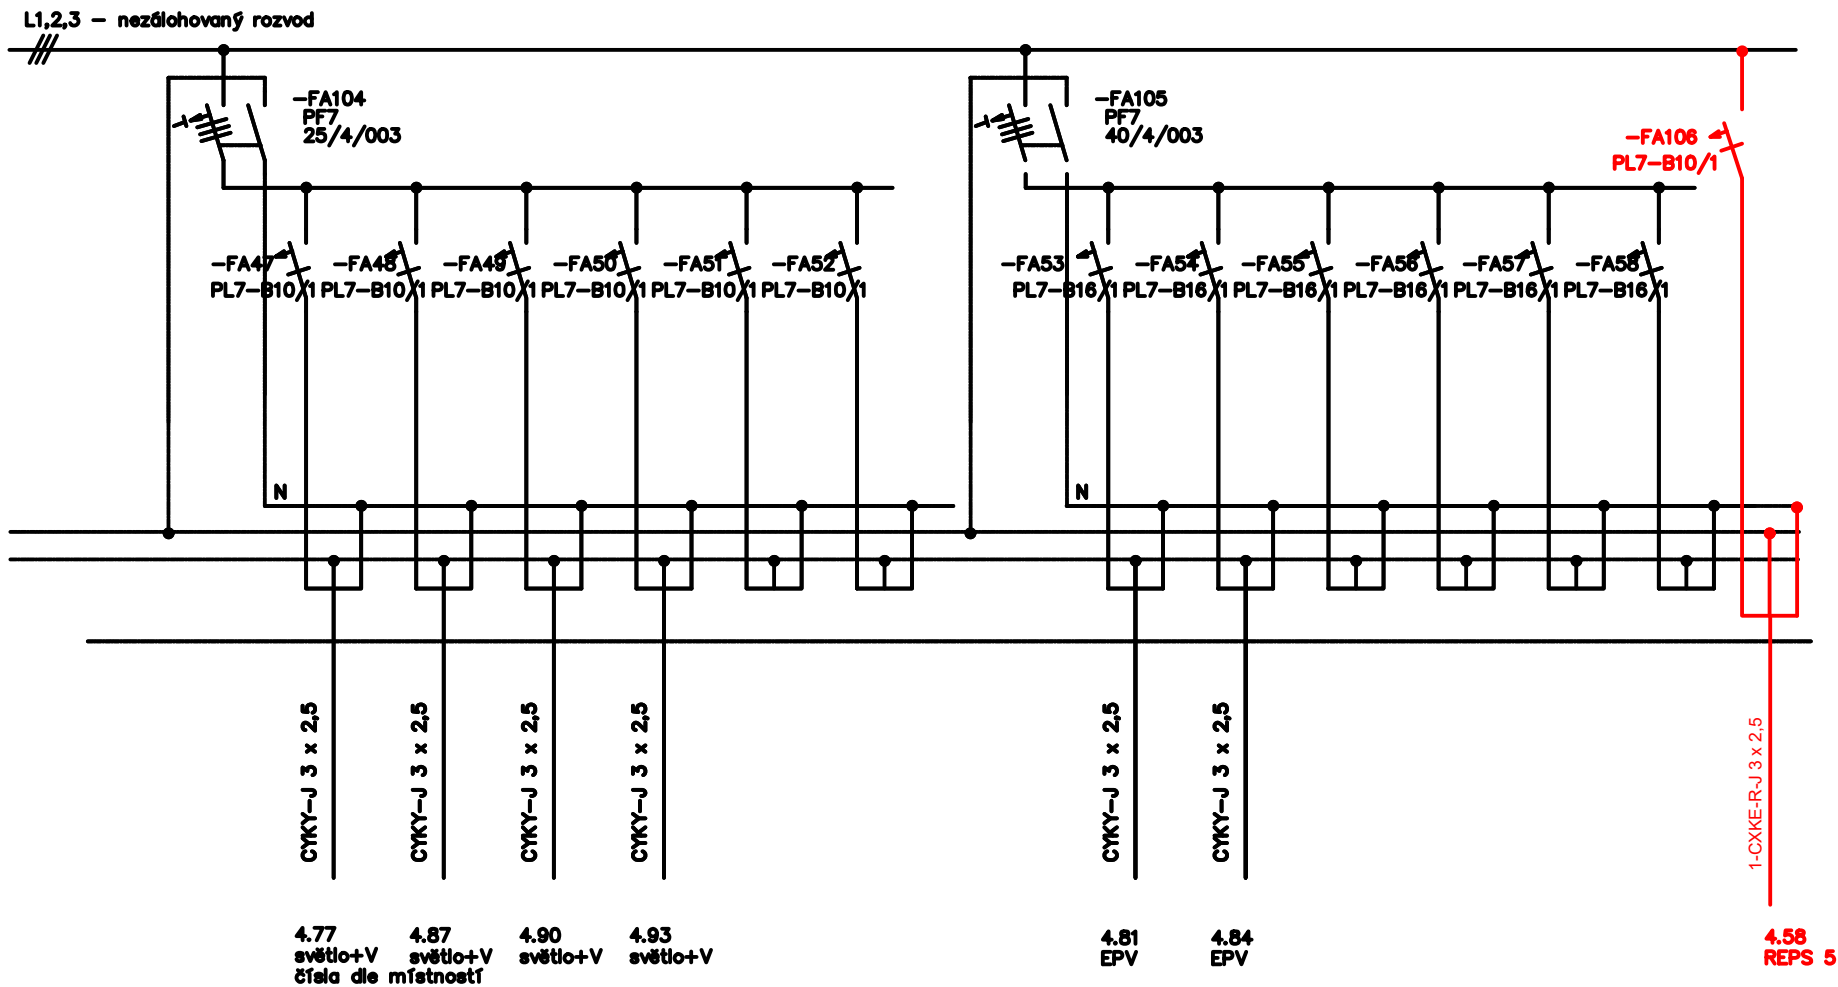 L1,2,3 – nezálohovaný rozvod
–FA104
PF7
25/4/003
–FA105
PF7
40/4/003
–FA106
PL7–B10/1
–FA47
PL7–B10/1
–FA48
PL7–B10/1
–FA49
PL7–B10/1
–FA50
PL7–B10/1
–FA51
PL7–B10/1
–FA52
PL7–B10/1
–FA53
PL7–B16/1
–FA54
PL7–B16/1
–FA55
PL7–B16/1
–FA56
PL7–B16/1
–FA57
PL7–B16/1
–FA58
PL7–B16/1
N
N
CYKY–J 3 x 2,5
CYKY–J 3 x 2,5
CYKY–J 3 x 2,5
CYKY–J 3 x 2,5
CYKY–J 3 x 2,5
CYKY–J 3 x 2,5
1-CXKE-R-J 3 x 2,5
4.77
světlo+V
čísla dle místností
4.87
světlo+V
4.90
světlo+V
4.93
světlo+V
4.81
EPV
4.84
EPV
4.58
REPS 5